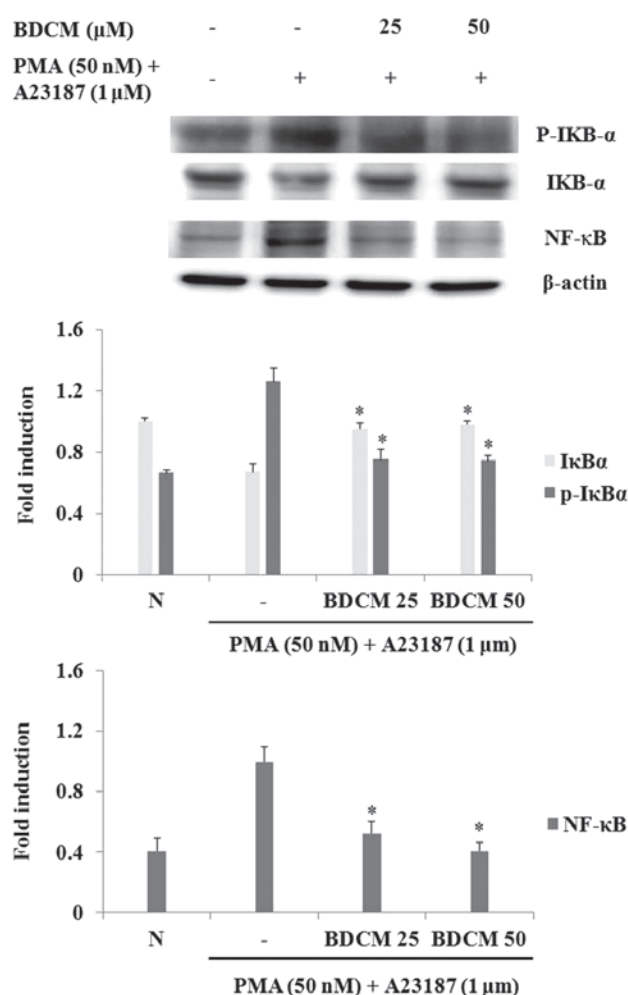 BDCM (μM) - - 25 50
PMA (50 nM) +
A23187 (1 μM) - + + +
P-IKB-α
IKB-α
NF-κB
β-actin
1.6
1.2
0.8
0.4
0
Fold induction
* * * *
IκBα
p-IκBα
N - BDCM 25 BDCM 50
PMA (50 nM) + A23187 (1 μm)
1.6
1.2
0.8
0.4
0
Fold induction
* *
NF-κB
N - BDCM 25 BDCM 50
PMA (50 nM) + A23187 (1 μm)